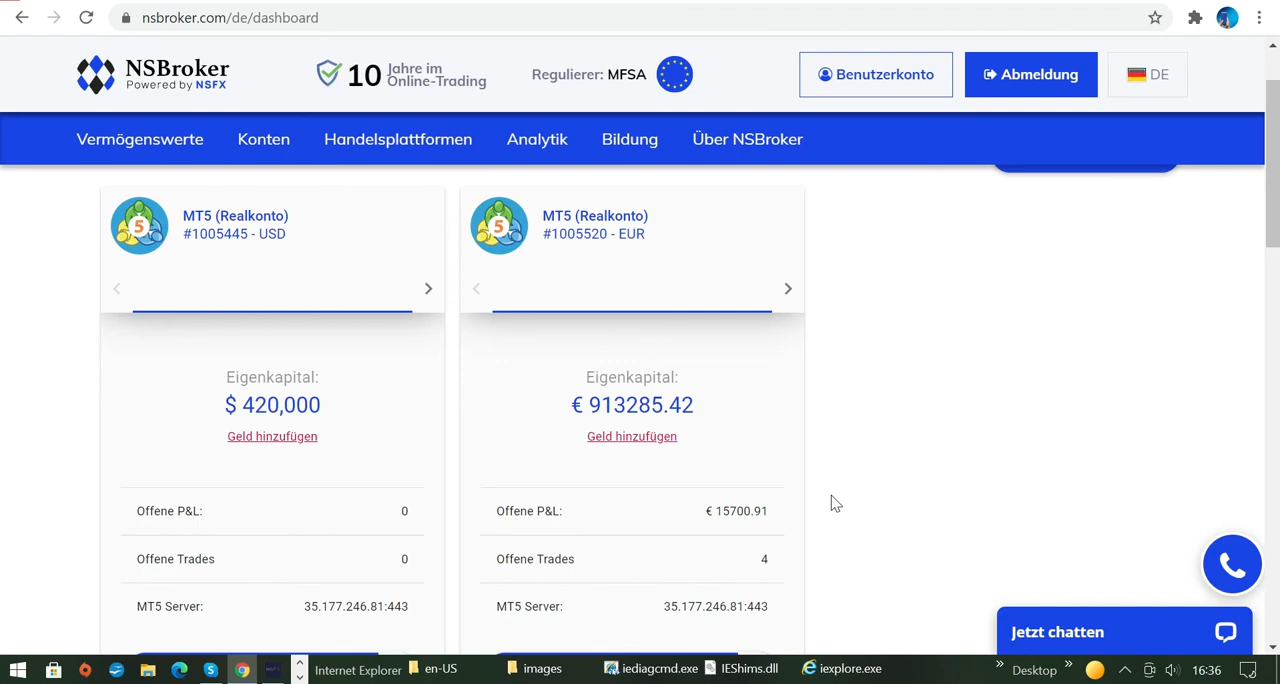 nsbroker.com/de/dashboard
NSBroker
Powered by NSFX
10
Jahre im
Online-Trading
Regulierer: MFSA
Benutzerkonto
Abmeldung
DE
Vermögenswerte
Konten
Handelsplattformen
Analytik
Bildung
Über NSBroker
5
MT5 (Realkonto)
#1005445 - USD
Eigenkapital:
$ 420,000
Geld hinzufügen
Offene P&L: 0
Offene Trades 0
MT5 Server: 35.177.246.81:443
5
MT5 (Realkonto)
#1005520 - EUR
Eigenkapital:
€ 913285.42
Geld hinzufügen
Offene P&L: € 15700.91
Offene Trades 4
MT5 Server: 35.177.246.81:443
Jetzt chatten
Internet Explorer
en-US
images
iediagcmd.exe
IEShims.dll
iexplore.exe
Desktop
16:36